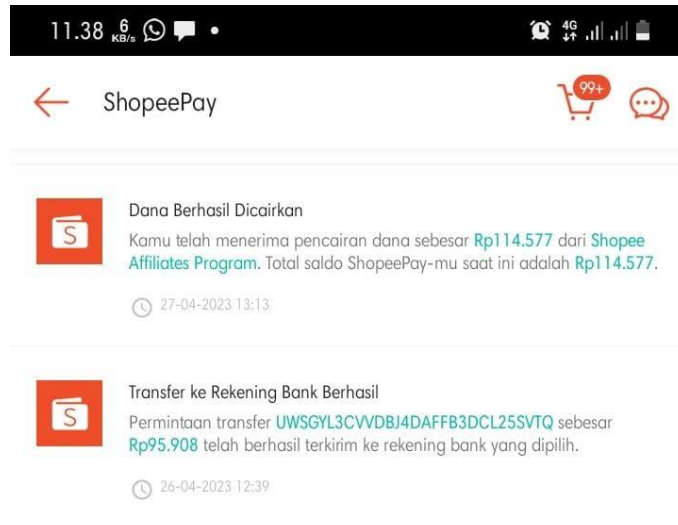 11.38 6 KB/s 4G
ShopeePay 99+
Dana Berhasil Dicairkan
Kamu telah menerima pencairan dana sebesar Rp114.577 dari Shopee
Affiliates Program. Total saldo ShopeePay-mu saat ini adalah Rp114.577.
27-04-2023 13:13
Transfer ke Rekening Bank Berhasil
Permintaan transfer UWSGYL3CVVDBJ4DAFFB3DCL25SVTQ sebesar
Rp95.908 telah berhasil terkirim ke rekening bank yang dipilih.
26-04-2023 12:39